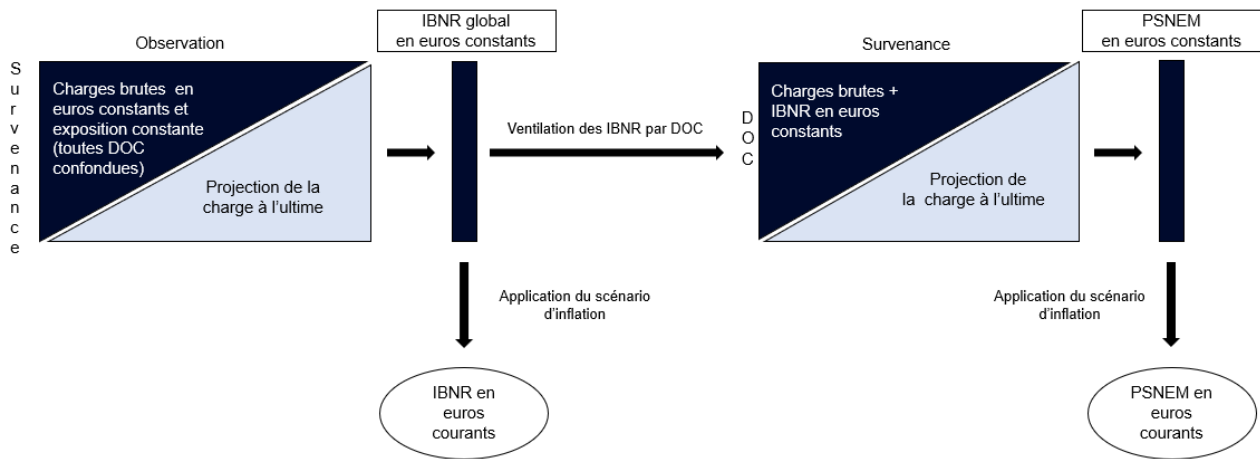 IBNR global
en euros constants
PSNEM
en euros constants
Observation
Survenance
Survenance
Charges brutes en
euros constants et
exposition constante
(toutes DOC
confondues)
Projection de la
charge à l'ultime
Ventilation des IBNR par DOC
DOC
Charges brutes +
IBNR en euros
constants
Projection de
la charge à l'ultime
Application du scénario
d'inflation
Application du scénario
d'inflation
IBNR en
euros
courants
PSNEM en
euros
courants